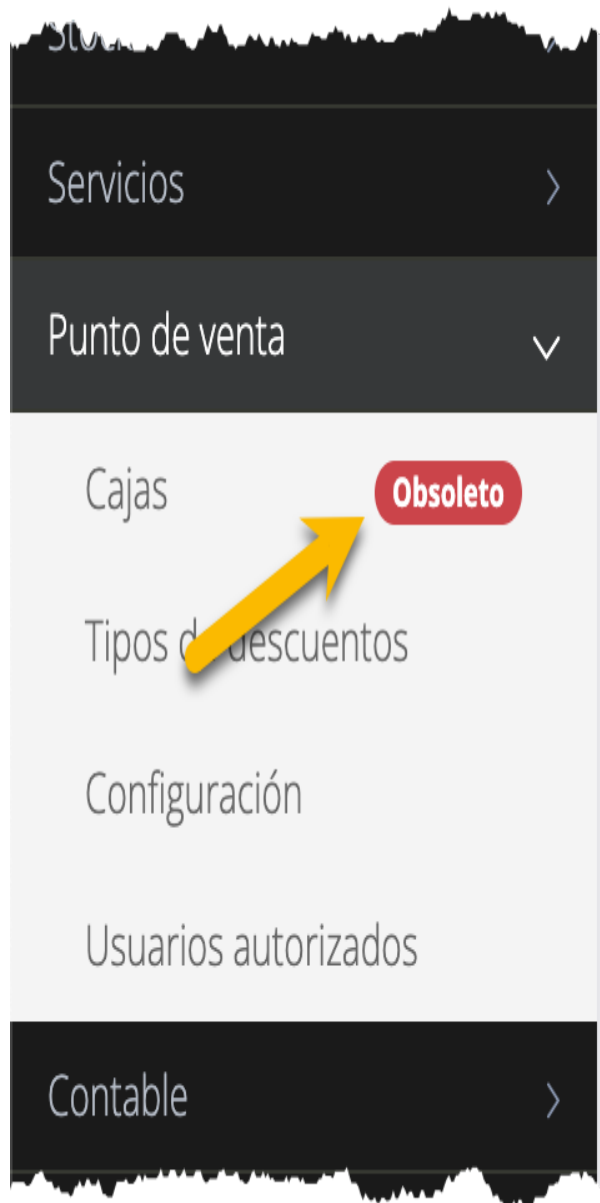 Servicios
Punto de venta
Cajas Obsoleto
Tipos de descuentos
Configuración
Usuarios autorizados
Contable